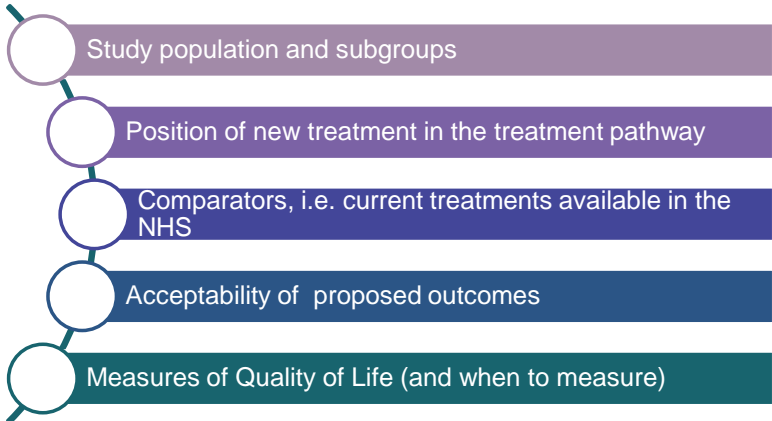 Study population and subgroups
Position of new treatment in the treatment pathway
Comparators, i.e. current treatments available in the
NHS
Acceptability of  proposed outcomes
Measures of Quality of Life (and when to measure)